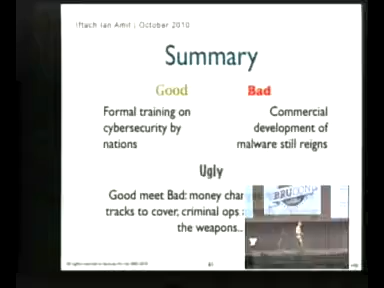 Iftach Ian Amit | October 2010
Summary
Good
Bad
Formal training on
cybersecurity by
nations
Commercial
development of
malware still reigns
Ugly
Good meet Bad: money
tracks to cover, criminal ops
the weapons...